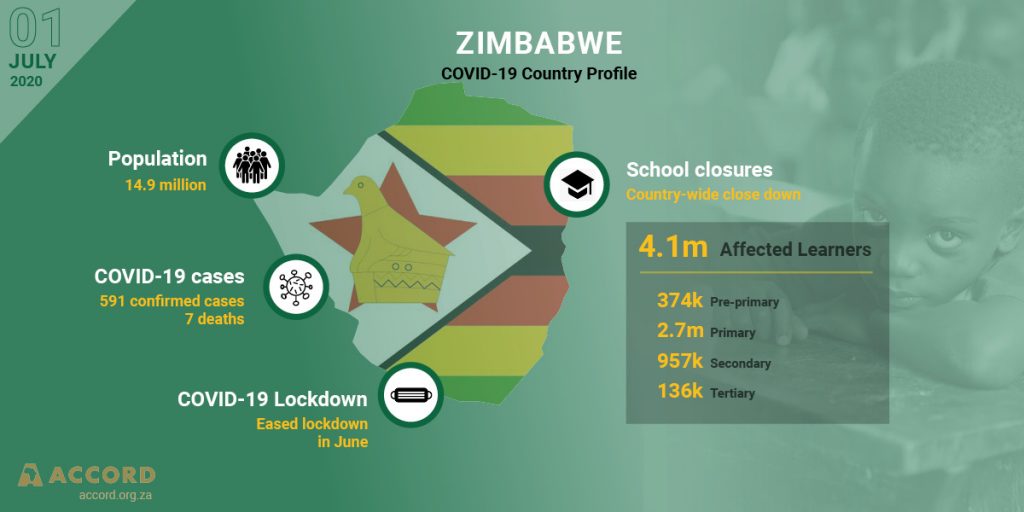 01
JULY
2020
ZIMBABWE
COVID-19 Country Profile
Population
14.9 million
COVID-19 cases
591 confirmed cases
7 deaths
COVID-19 Lockdown
Eased lockdown
in June
School closures
Country-wide close down
4.1m Affected Learners
374k Pre-primary
2.7m Primary
957k Secondary
136k Tertiary
ACCORD
accord.org.za